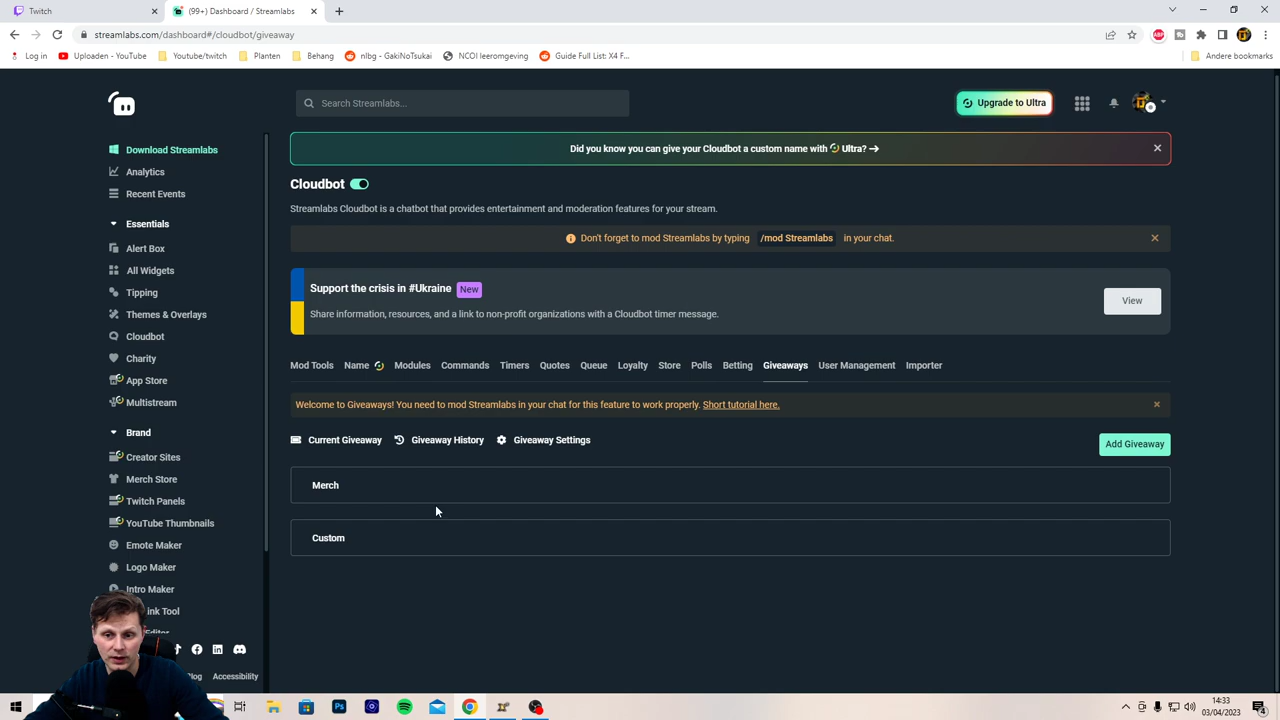 Twitch
(99+) Dashboard / Streamlabs
streamlabs.com/dashboard#/cloudbot/giveaway
Log in
Uploaden - YouTube
Youtube/twitch
Planten
Behang
nlbg - GakiNoTsukai
NCOI leeromgeving
Guide Full List: X4 F...
Andere bookmarks
Search Streamlabs...
Upgrade to Ultra
Download Streamlabs
Analytics
Recent Events
Essentials
Alert Box
All Widgets
Tipping
Themes & Overlays
Cloudbot
Charity
App Store
Multistream
Brand
Creator Sites
Merch Store
Twitch Panels
YouTube Thumbnails
Emote Maker
Logo Maker
Intro Maker
ink Tool
Editor
log Accessibility
Did you know you can give your Cloudbot a custom name with Ultra? →
Cloudbot
Streamlabs Cloudbot is a chatbot that provides entertainment and moderation features for your stream.
Don't forget to mod Streamlabs by typing /mod Streamlabs in your chat.
Support the crisis in #Ukraine New
Share information, resources, and a link to non-profit organizations with a Cloudbot timer message.
View
Mod Tools Name Modules Commands Timers Quotes Queue Loyalty Store Polls Betting Giveaways User Management Importer
Welcome to Giveaways! You need to mod Streamlabs in your chat for this feature to work properly. Short tutorial here.
Current Giveaway Giveaway History Giveaway Settings
Add Giveaway
Merch
Custom
14:33
03/04/2023
4